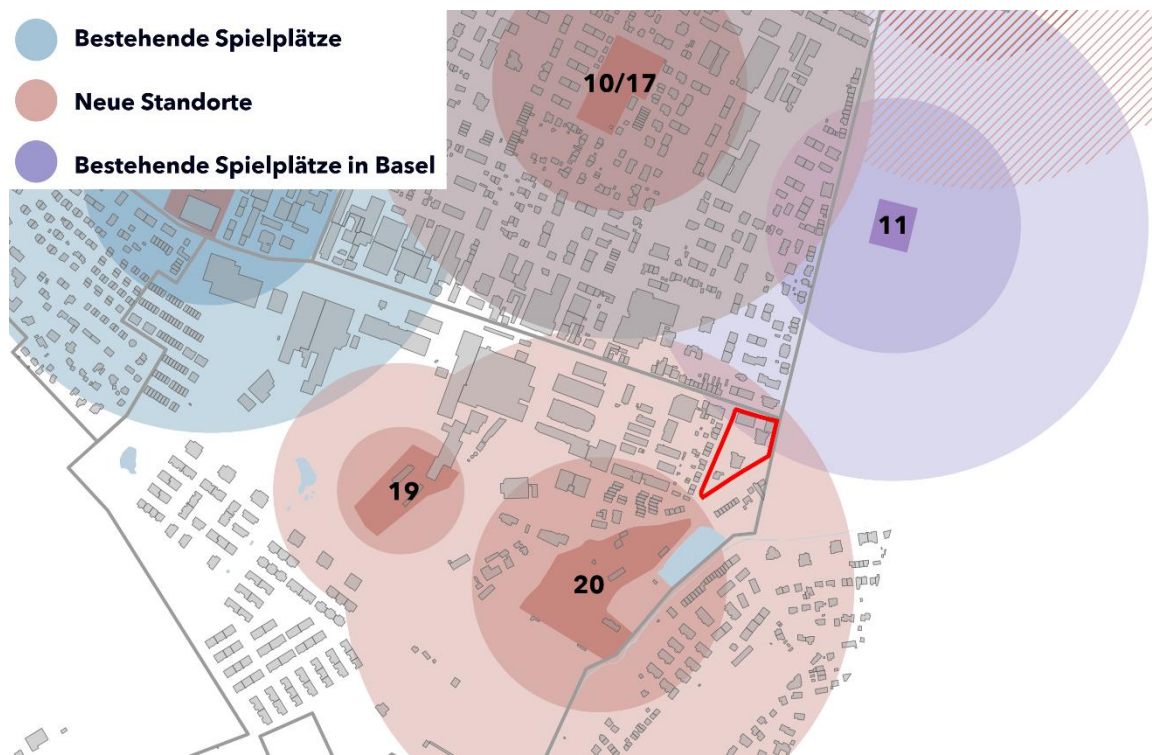 Bestehende Spielplätze
Neue Standorte
Bestehende Spielplätze in Basel
10/17
11
19
20